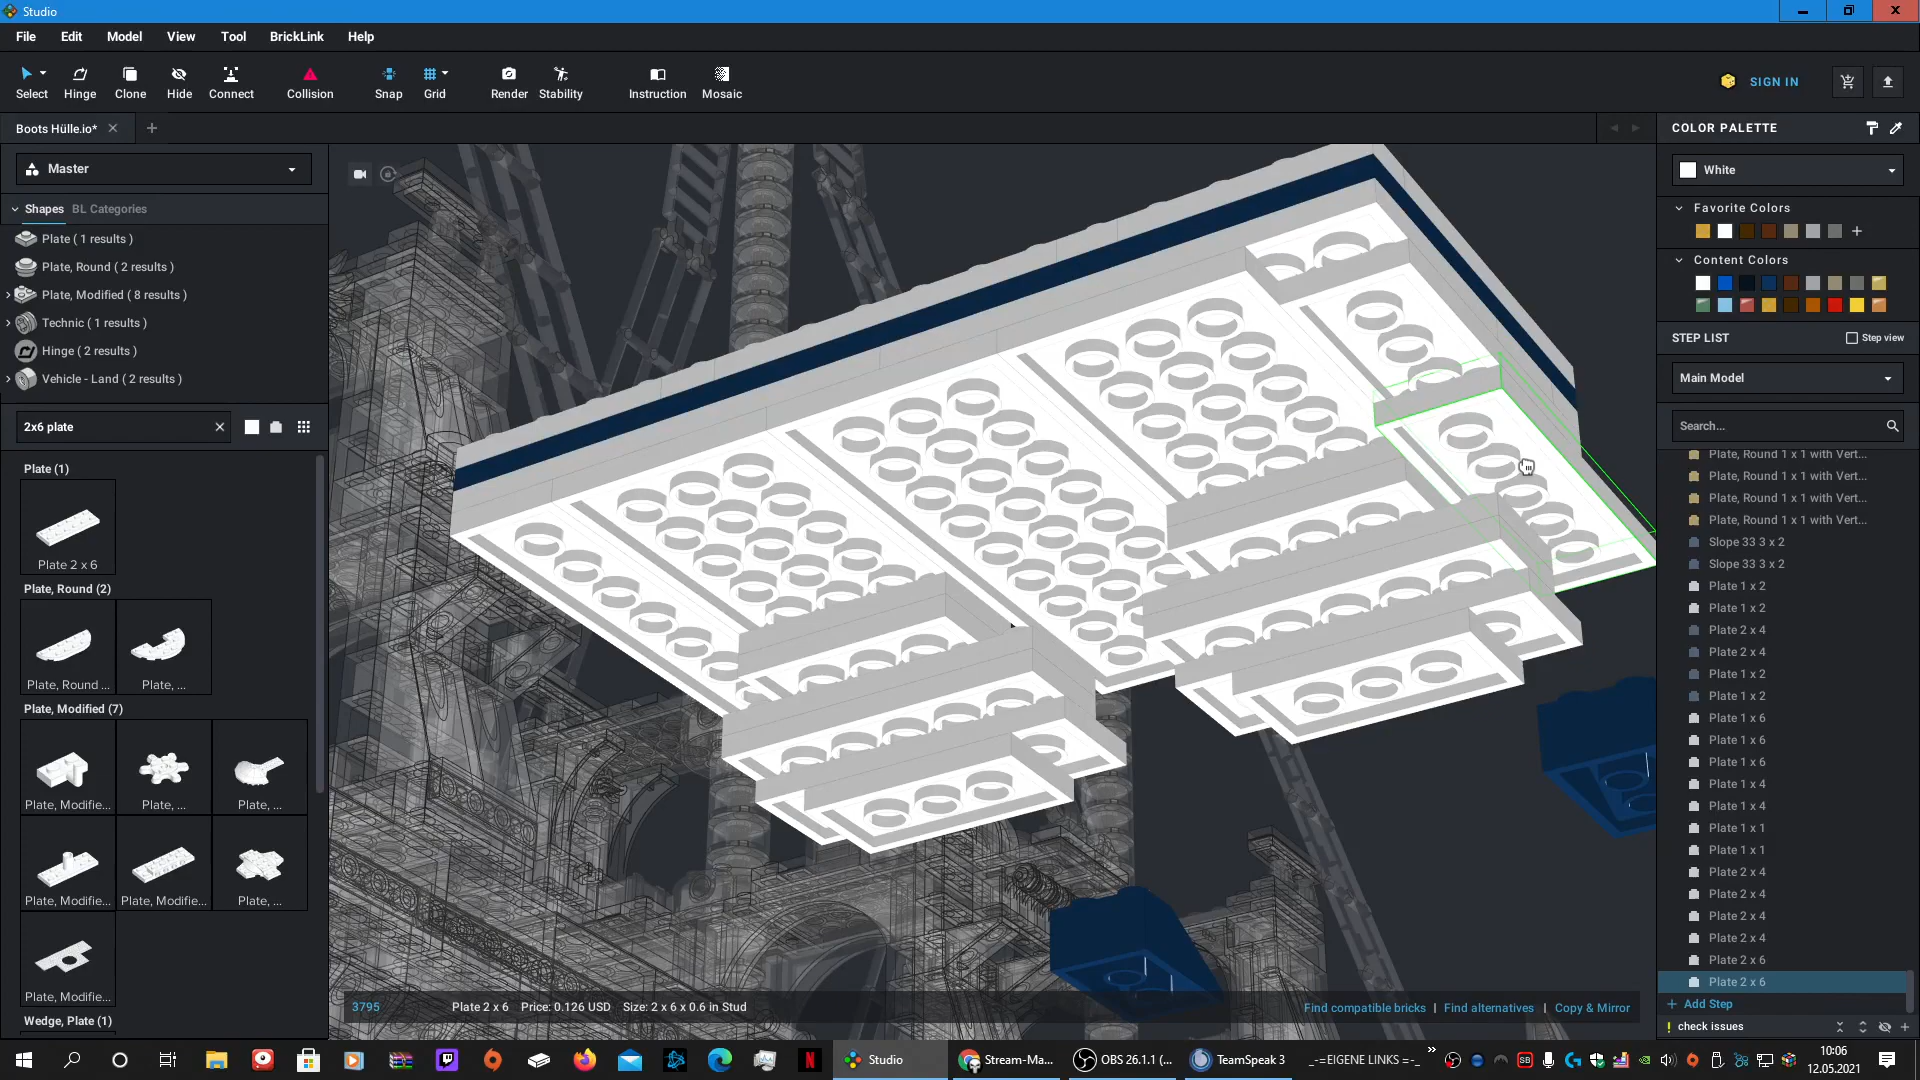 Studio
File Edit Model View Tool BrickLink Help
Select Hinge Clone Hide Connect Collision Snap Grid Render Stability Instruction Mosaic
SIGN IN
Boots Hülle.io*
COLOR PALETTE
Master
White
Shapes BL Categories
Favorite Colors
Plate ( 1 results )
Plate, Round ( 2 results )
Content Colors
Plate, Modified ( 8 results )
Technic ( 1 results )
STEP LIST Step view
Hinge ( 2 results )
Vehicle - Land ( 2 results )
Main Model
2x6 plate
Search...
Plate (1)
Plate 2 x 6
Plate, Round (2)
Plate, Round ...
Plate, ...
Plate, Modified (7)
Plate, Modifie...
Plate, ...
Plate, ...
Plate, Modifie...
Plate, Modifie...
Plate, ...
Plate, Modifie...
Wedge, Plate (1)
Plate, Round 1 x 1 with Vert...
Plate, Round 1 x 1 with Vert...
Plate, Round 1 x 1 with Vert...
Plate, Round 1 x 1 with Vert...
Slope 33 3 x 2
Slope 33 3 x 2
Plate 1 x 2
Plate 1 x 2
Plate 2 x 4
Plate 2 x 4
Plate 1 x 2
Plate 1 x 2
Plate 1 x 6
Plate 1 x 6
Plate 1 x 6
Plate 1 x 4
Plate 1 x 4
Plate 1 x 1
Plate 1 x 1
Plate 2 x 4
Plate 2 x 4
Plate 2 x 4
Plate 2 x 4
Plate 2 x 6
Plate 2 x 6
Add Step
check issues
3795 Plate 2 x 6 Price: 0.126 USD Size: 2 x 6 x 0.6 in Stud
Find compatible bricks | Find alternatives | Copy & Mirror
Studio
Stream-Ma...
OBS 26.1.1 (...
TeamSpeak 3
_-=EIGENE LINKS =-_
10:06
12.05.2021